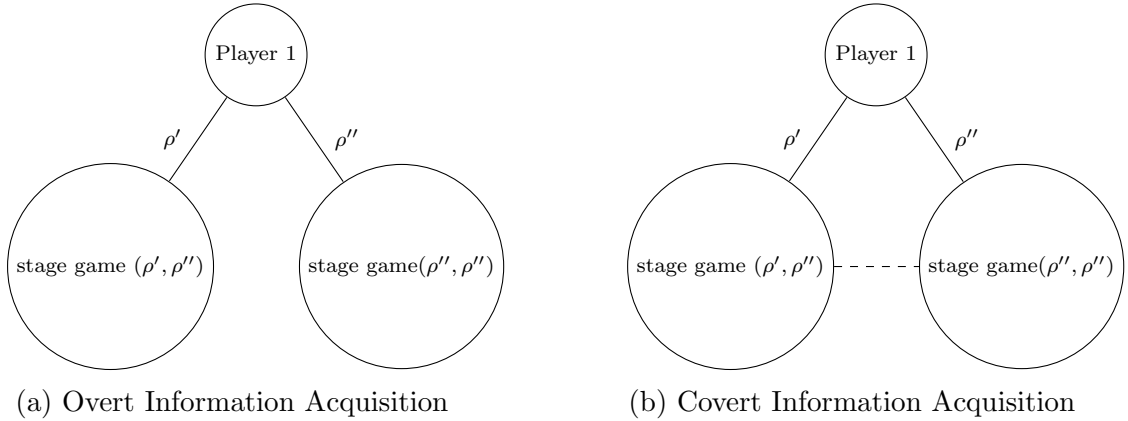 Player 1
ρ′
ρ′′
stage game (ρ′, ρ′′)
stage game(ρ′′, ρ′′)
(a) Overt Information Acquisition
Player 1
ρ′
ρ′′
stage game (ρ′, ρ′′)
stage game(ρ′′, ρ′′)
(b) Covert Information Acquisition